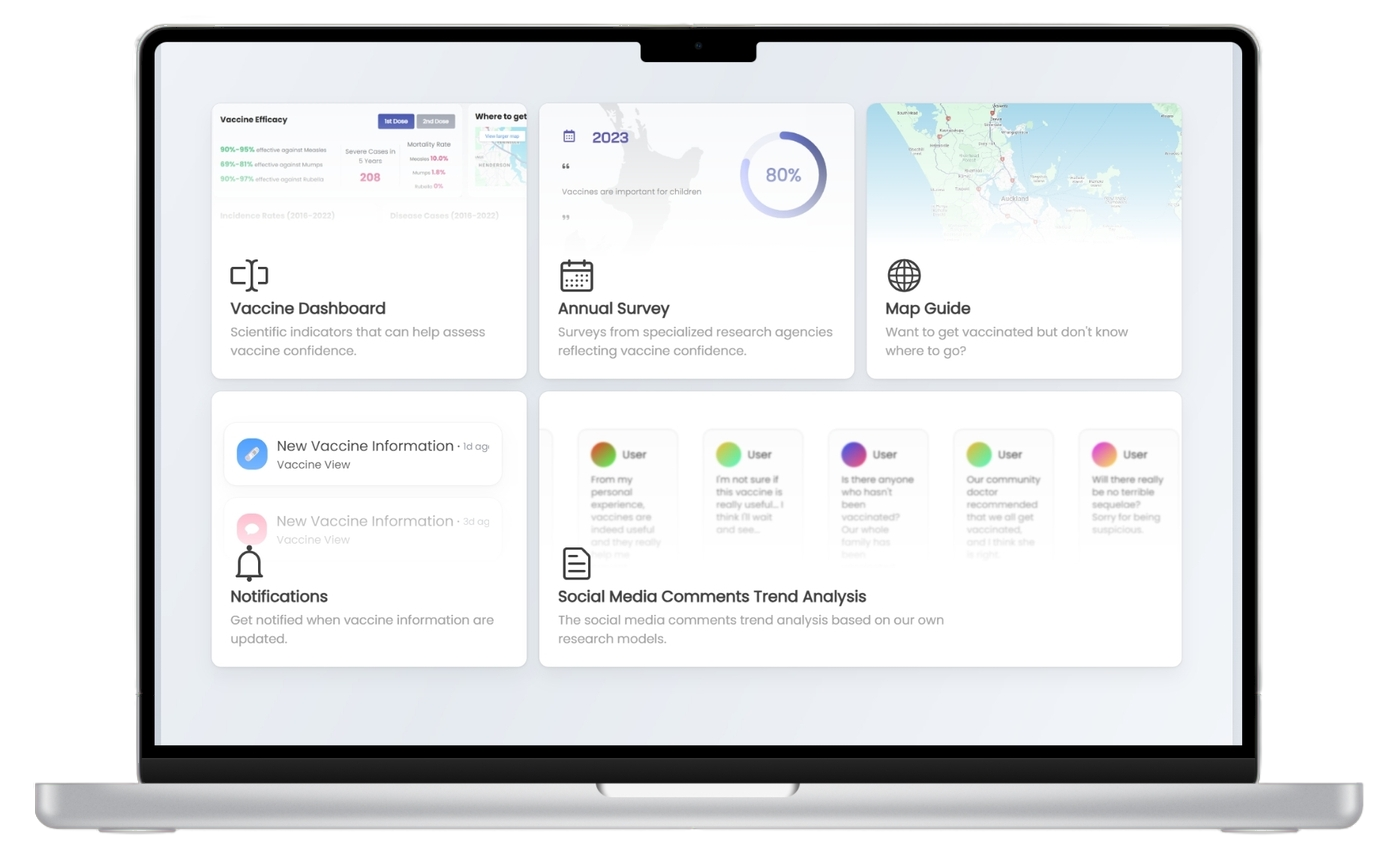 Vaccine Efficacy
1st Dose
2nd Dose
90%-95% effective against Measles
69%-81% effective against Mumps
90%-97% effective against Rubella
Severe Cases in
5 Years
208
Mortality Rate
Measles 10.0%
Mumps 1.6%
Rubella 0%
Incidence Rates (2016-2022)
Disease Cases (2016-2022)
Where to get
View larger map
HENDERSON
Vaccine Dashboard
Scientific indicators that can help assess
vaccine confidence.
2023
“
Vaccines are important for children
”
80%
Annual Survey
Surveys from specialized research agencies
reflecting vaccine confidence.
Auckland
Map Guide
Want to get vaccinated but don't know
where to go?
New Vaccine Information · 1d ago
Vaccine View
New Vaccine Information · 3d ag
Vaccine View
Notifications
Get notified when vaccine information are
updated.
User
From my
personal
experience,
vaccines are
indeed useful
and they really
help me
User
I'm not sure if
this vaccine is
really useful... I
think I'll wait
and see...
User
Is there anyone
who hasn't
been
vaccinated?
Our whole
family has
been
User
Our community
doctor
recommended
that we all get
vaccinated,
and I think she
is right.
User
Will there really
be no terrible
sequelae?
Sorry for being
suspicious.
Social Media Comments Trend Analysis
The social media comments trend analysis based on our own
research models.